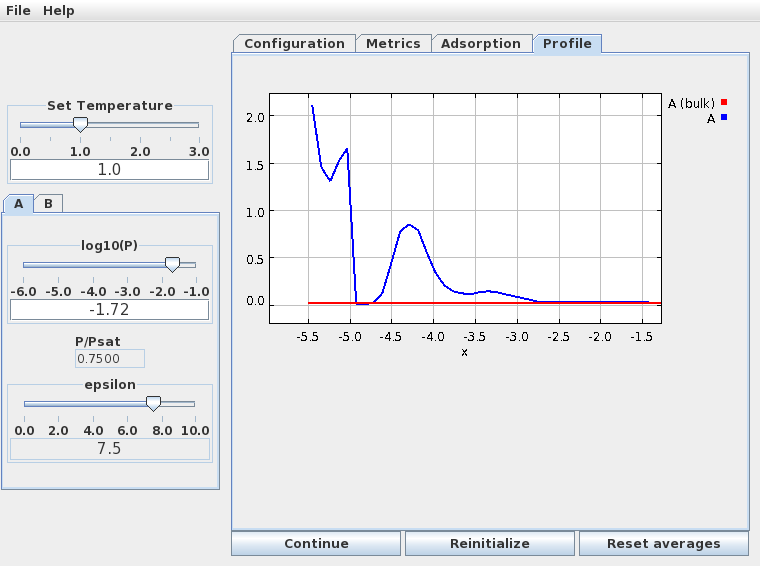 File Help
Configuration Metrics Adsorption Profile
Set Temperature
0.0 1.0 2.0 3.0
1.0
A B
log10(P)
-6.0 -5.0 -4.0 -3.0 -2.0 -1.0
-1.72
P/Psat
0.7500
epsilon
0.0 2.0 4.0 6.0 8.0 10.0
7.5
A (bulk)
A
2.0
1.5
1.0
0.5
0.0
-5.5 -5.0 -4.5 -4.0 -3.5 -3.0 -2.5 -2.0 -1.5
x
Continue Reinitialize Reset averages